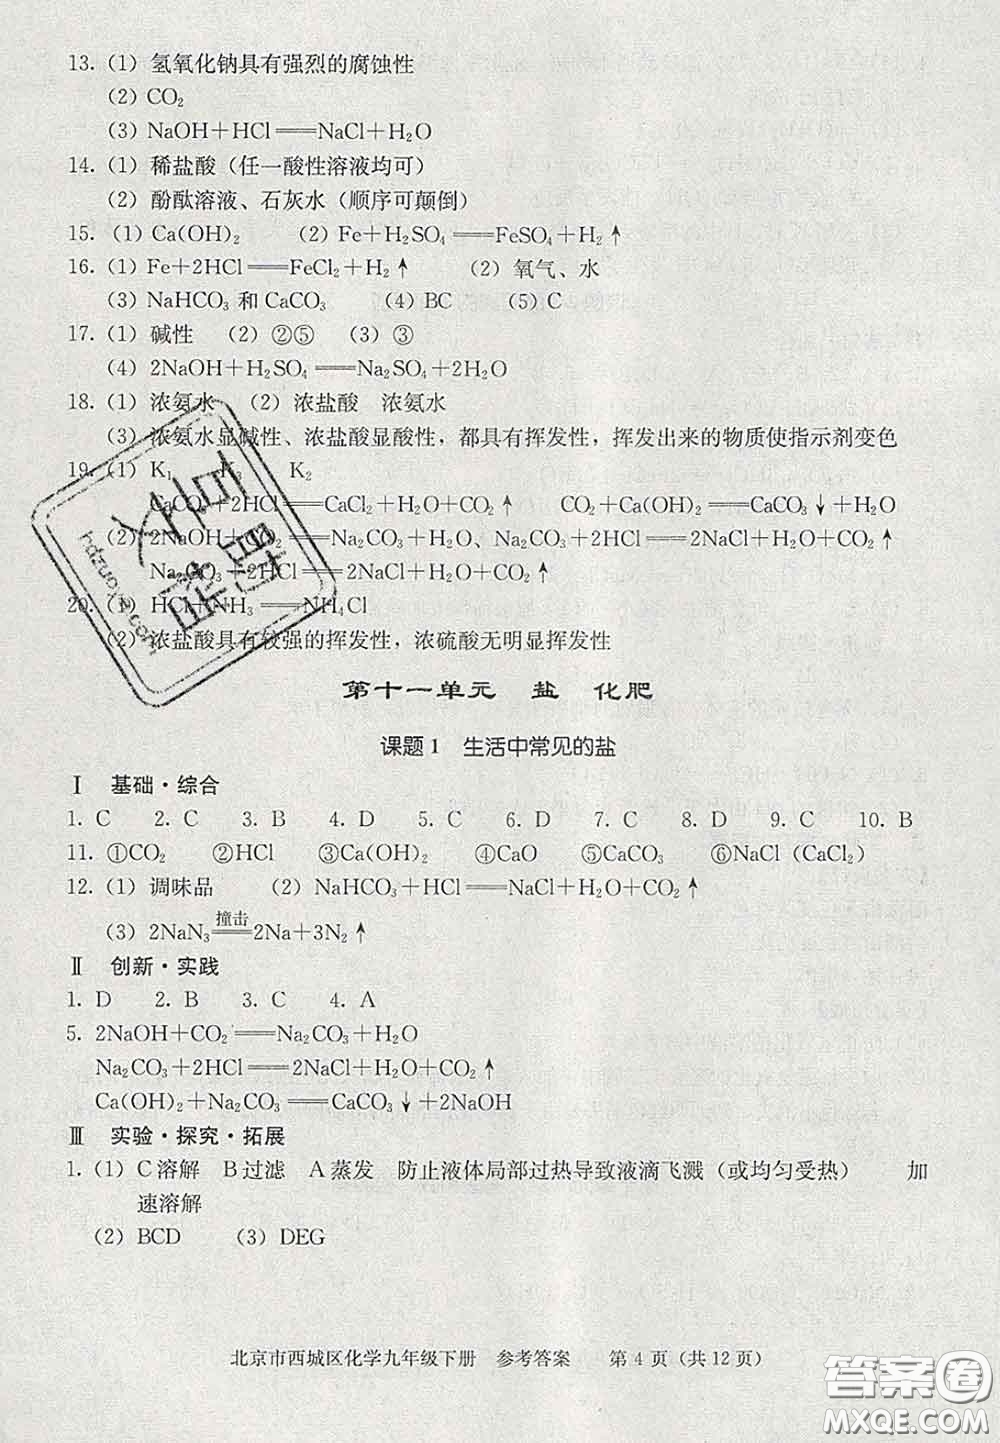 13. (1) 氢氧化钠具有强烈的腐蚀性
(2) CO₂
(3) NaOH+HCl══NaCl+H₂O
14. (1) 稀盐酸（任一酸性溶液均可）
(2) 酚酞溶液、石灰水（顺序可颠倒）
15. (1) Ca(OH)₂ (2) Fe+H₂SO₄══FeSO₄+H₂↑
16. (1) Fe+2HCl══FeCl₂+H₂↑ (2) 氧气、水
(3) NaHCO₃ 和 CaCO₃ (4) BC (5) C
17. (1) 碱性 (2) ②⑤ (3) ③
(4) 2NaOH+H₂SO₄══Na₂SO₄+2H₂O
18. (1) 浓氨水 (2) 浓盐酸 浓氨水
(3) 浓氨水显碱性、浓盐酸显酸性，都具有挥发性，挥发出来的物质使指示剂变色
19. (1) K₁ K₃ K₂
CaCO₃+2HCl══CaCl₂+H₂O+CO₂↑ CO₂+Ca(OH)₂══CaCO₃↓+H₂O
(2) 2NaOH+CO₂══Na₂CO₃+H₂O、Na₂CO₃+2HCl══2NaCl+H₂O+CO₂↑
Na₂CO₃+2HCl══2NaCl+H₂O+CO₂↑
20. (1) HCl+NH₃══NH₄Cl
(2) 浓盐酸具有较强的挥发性，浓硫酸无明显挥发性
第十一单元 盐 化肥
课题1 生活中常见的盐
Ⅰ 基础·综合
1. C 2. C 3. B 4. D 5. C 6. D 7. C 8. D 9. C 10. B
11. ①CO₂ ②HCl ③Ca(OH)₂ ④CaO ⑤CaCO₃ ⑥NaCl（CaCl₂）
12. (1) 调味品 (2) NaHCO₃+HCl══NaCl+H₂O+CO₂↑
(3) 2NaN₃═撞击═2Na+3N₂↑
Ⅱ 创新·实践
1. D 2. B 3. C 4. A
5. 2NaOH+CO₂══Na₂CO₃+H₂O
Na₂CO₃+2HCl══2NaCl+H₂O+CO₂↑
Ca(OH)₂+Na₂CO₃══CaCO₃↓+2NaOH
Ⅲ 实验·探究·拓展
1. (1) C溶解 B过滤 A蒸发 防止液体局部过热导致液滴飞溅（或均匀受热） 加
速溶解
(2) BCD (3) DEG
北京市西城区化学九年级下册 参考答案 第 4 页（共 12 页）
答案圈
MXQE.COM